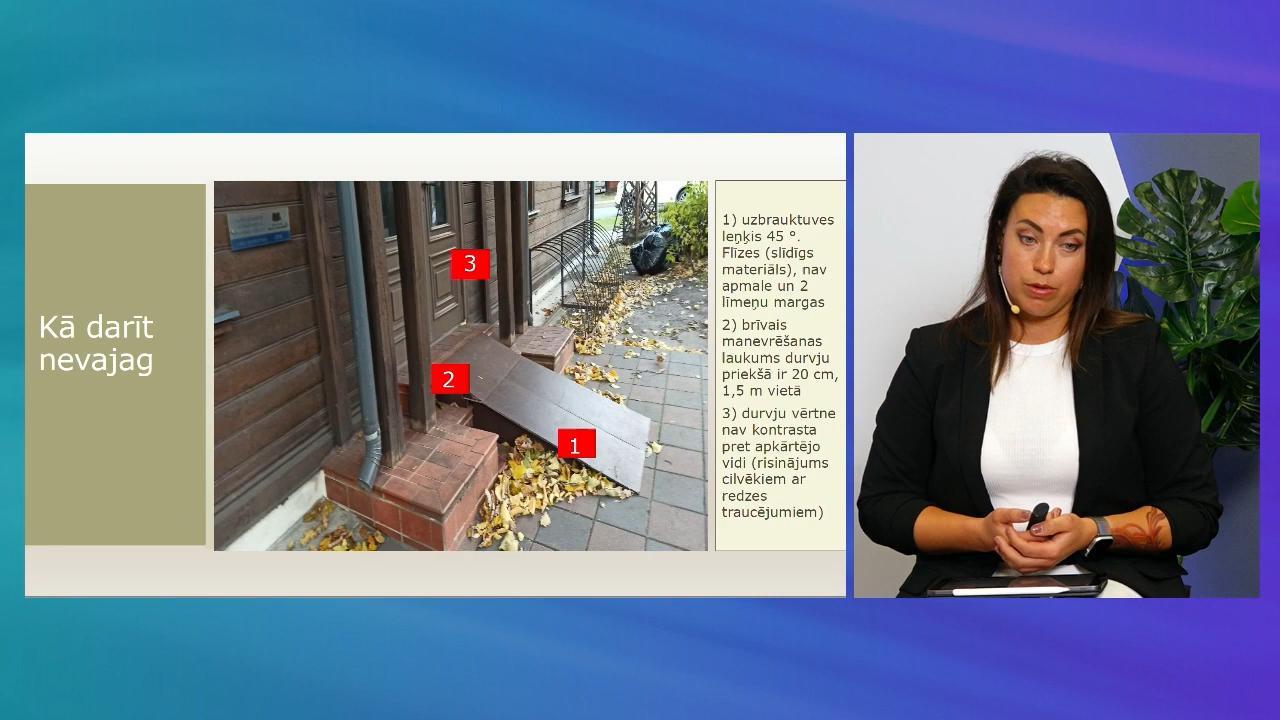 Kā darīt
nevajag
3
2
1
1) uzbrauktuves
leņķis 45 °.
Flīzes (slīdīgs
materiāls), nav
apmale un 2
līmeņu margas
2) brīvais
manevrēšanas
laukums durvju
priekšā ir 20 cm,
1,5 m vietā
3) durvju vērtne
nav kontrasta
pret apkārtējo
vidi (risinājums
cilvēkiem ar
redzes
traucējumiem)